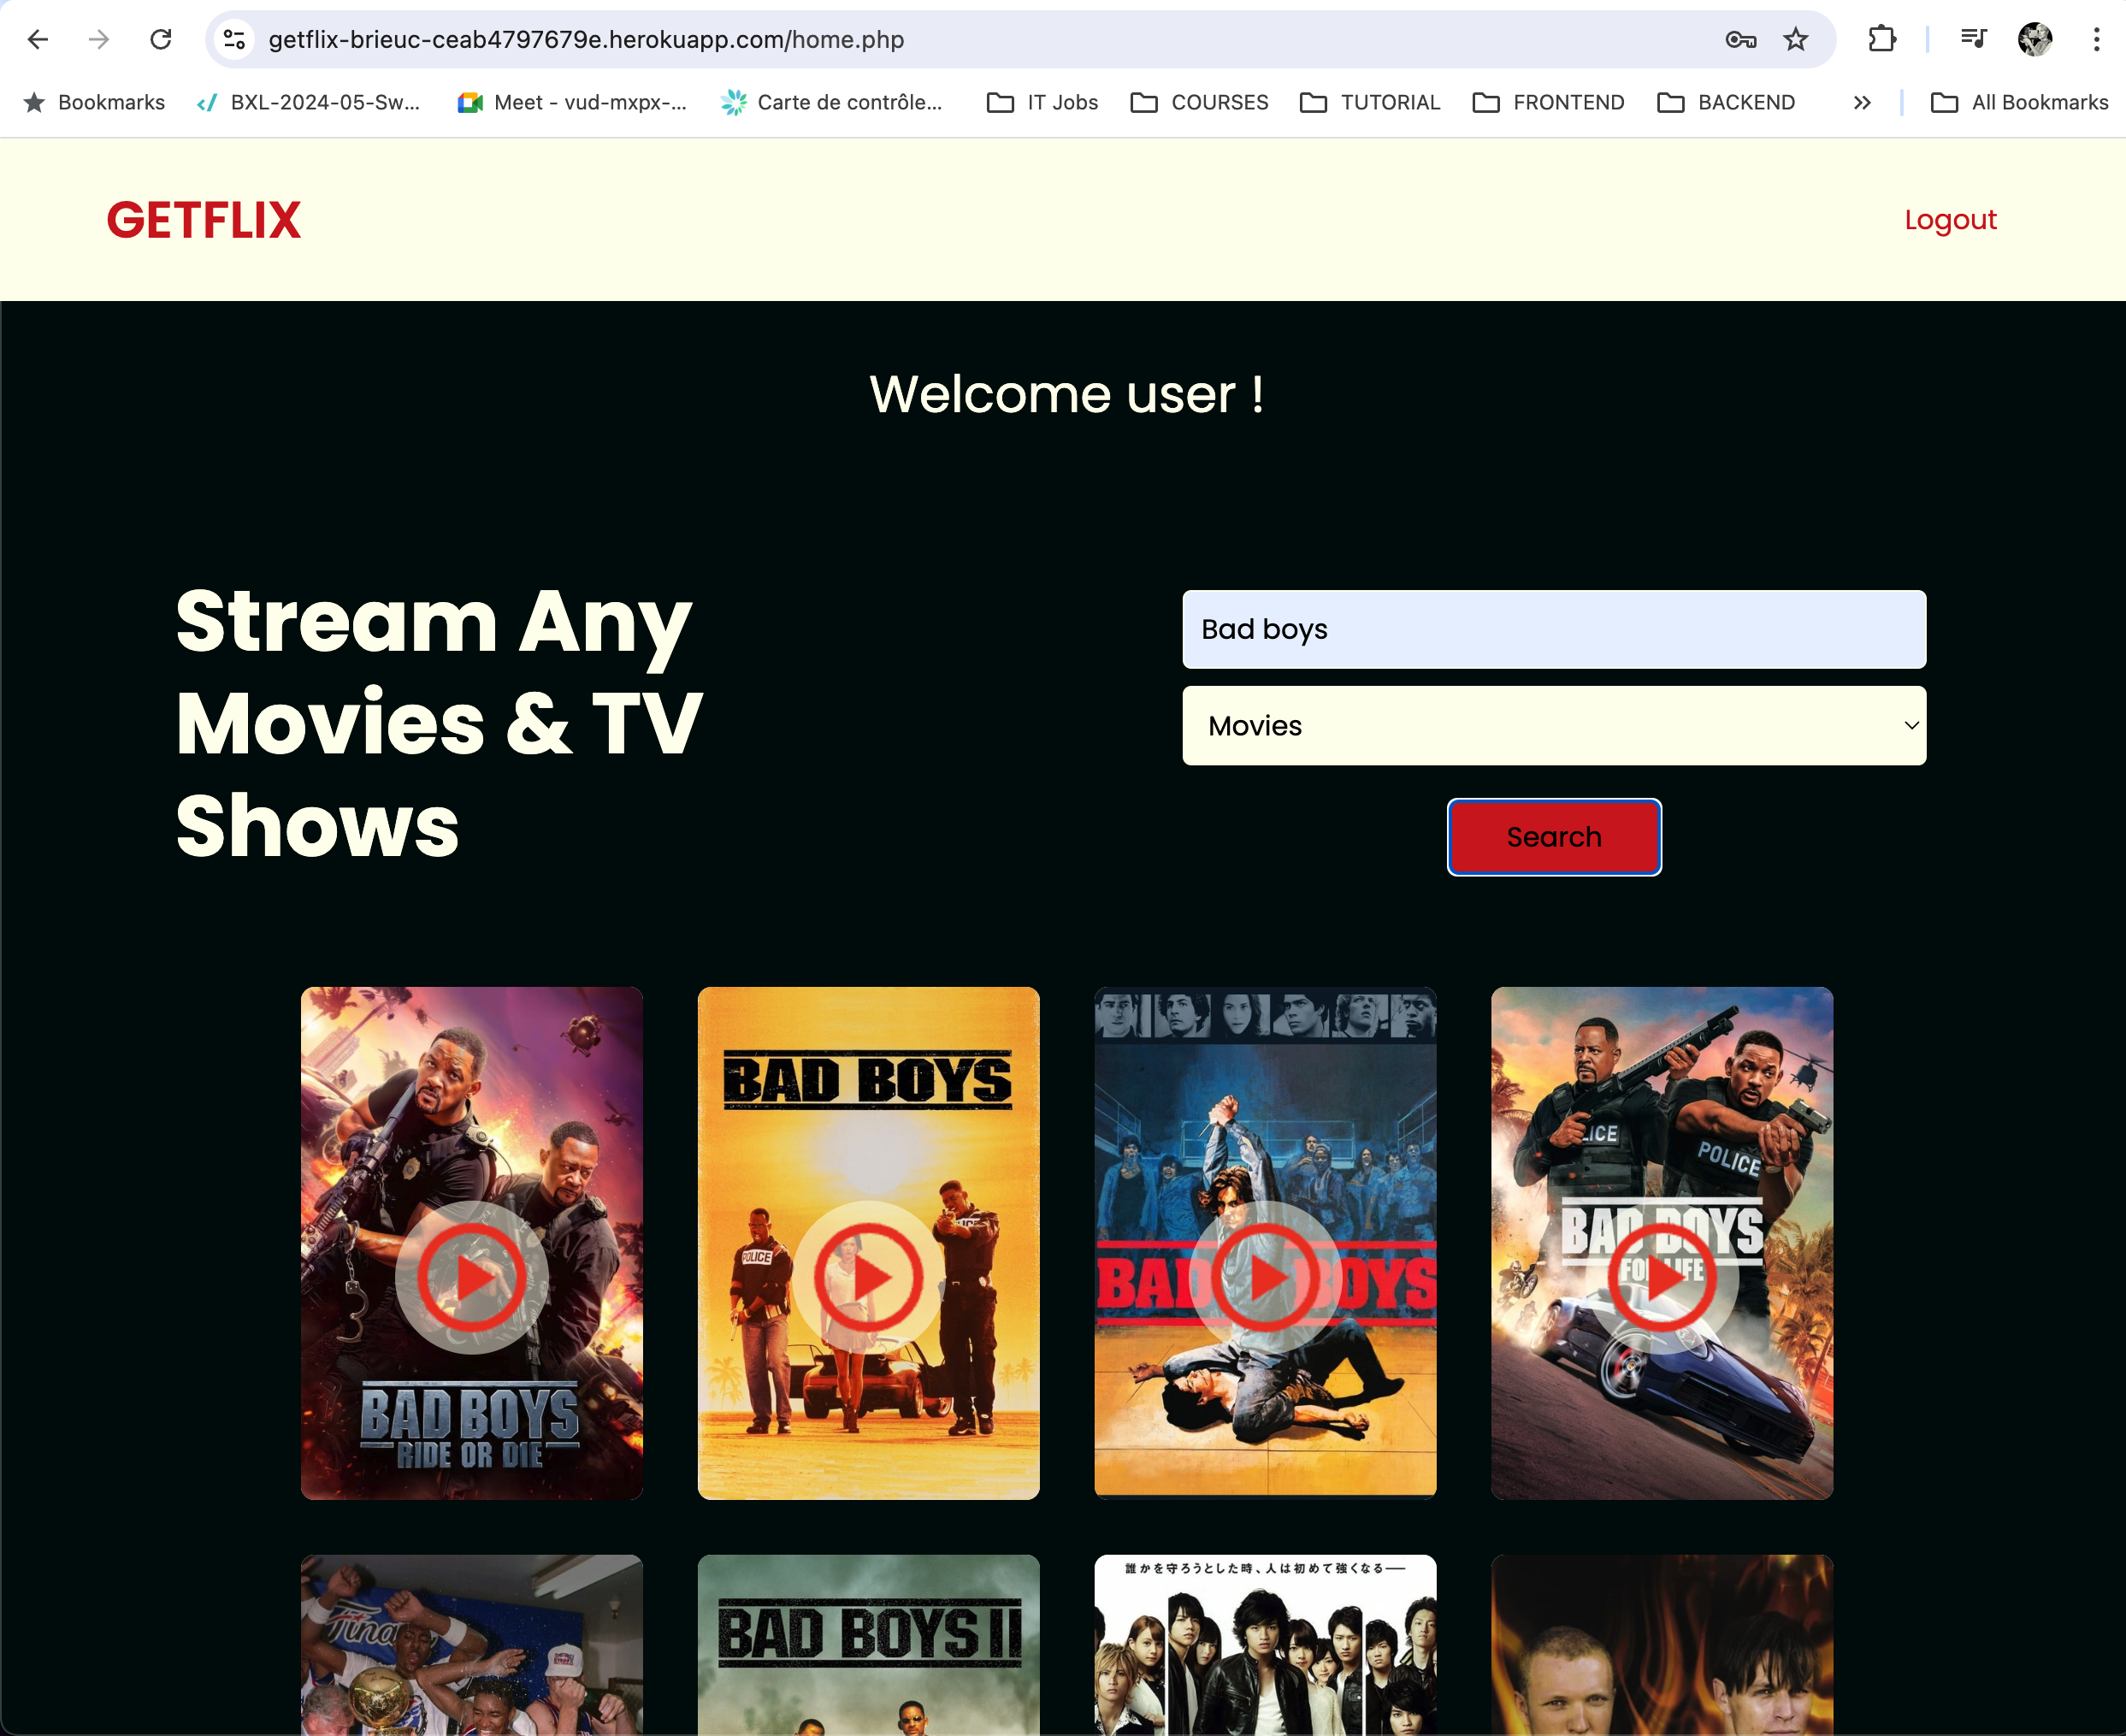 getflix-brieuc-ceab4797679e.herokuapp.com/home.php
Bookmarks
BXL-2024-05-Sw...
Meet - vud-mxpx-...
Carte de contrôle...
IT Jobs
COURSES
TUTORIAL
FRONTEND
BACKEND
All Bookmarks
GETFLIX
Logout
Welcome user !
Stream Any
Movies & TV
Shows
Bad boys
Movies
Search
BAD BOYS
RIDE OR DIE
BAD BOYS
POLICE
BAD BOYS
POLICE
BAD BOYS
FOR LIFE
BAD BOYS II
誰かを守ろうとした時、人は初めて強くなる——